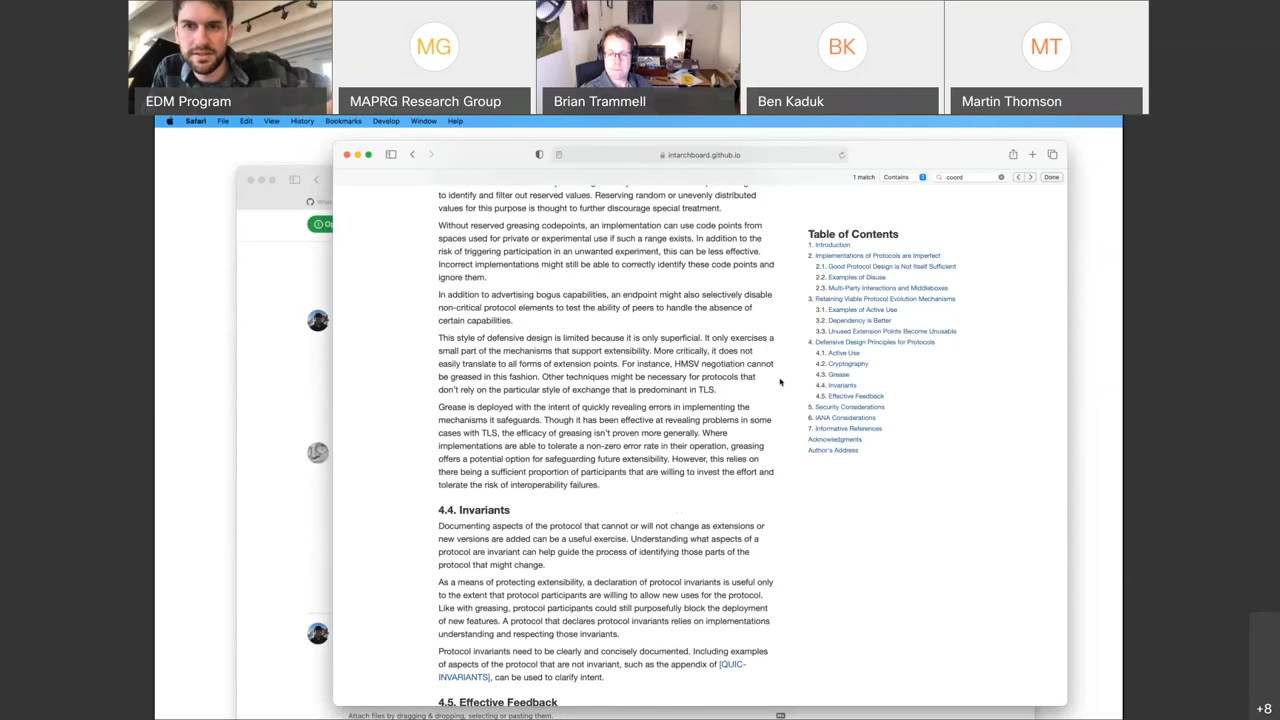 MG
BK
MT
EDM Program
MAPRG Research Group
Brian Trammell
Ben Kaduk
Martin Thomson
Safari File Edit View History Bookmarks Develop Window Help
intarchboard.github.io
1 match Contains coord Done
to identify and filter out reserved values. Reserving random or unevenly distributed
values for this purpose is thought to further discourage special treatment.
Without reserved greasing codepoints, an implementation can use code points from
spaces used for private or experimental use if such a range exists. In addition to the
risk of triggering participation in an unwanted experiment, this can be less effective.
Incorrect implementations might still be able to correctly identify these code points and
ignore them.
In addition to advertising bogus capabilities, an endpoint might also selectively disable
non-critical protocol elements to test the ability of peers to handle the absence of
certain capabilities.
This style of defensive design is limited because it is only superficial. It only exercises a
small part of the mechanisms that support extensibility. More critically, it does not
easily translate to all forms of extension points. For instance, HMSV negotiation cannot
be greased in this fashion. Other techniques might be necessary for protocols that
don't rely on the particular style of exchange that is predominant in TLS.
Grease is deployed with the intent of quickly revealing errors in implementing the
mechanisms it safeguards. Though it has been effective at revealing problems in some
cases with TLS, the efficacy of greasing isn't proven more generally. Where
implementations are able to tolerate a non-zero error rate in their operation, greasing
offers a potential option for safeguarding future extensibility. However, this relies on
there being a sufficient proportion of participants that are willing to invest the effort and
tolerate the risk of interoperability failures.
4.4. Invariants
Documenting aspects of the protocol that cannot or will not change as extensions or
new versions are added can be a useful exercise. Understanding what aspects of a
protocol are invariant can help guide the process of identifying those parts of the
protocol that might change.
As a means of protecting extensibility, a declaration of protocol invariants is useful only
to the extent that protocol participants are willing to allow new uses for the protocol.
Like with greasing, protocol participants could still purposefully block the deployment
of new features. A protocol that declares protocol invariants relies on implementations
understanding and respecting those invariants.
Protocol invariants need to be clearly and concisely documented. Including examples
of aspects of the protocol that are not invariant, such as the appendix of [QUIC-
INVARIANTS], can be used to clarify intent.
4.5. Effective Feedback
Table of Contents
1. Introduction
2. Implementations of Protocols are Imperfect
2.1. Good Protocol Design is Not Itself Sufficient
2.2. Examples of Disuse
2.3. Multi-Party Interactions and Middleboxes
3. Retaining Viable Protocol Evolution Mechanisms
3.1. Examples of Active Use
3.2. Dependency is Better
3.3. Unused Extension Points Become Unusable
4. Defensive Design Principles for Protocols
4.1. Active Use
4.2. Cryptography
4.3. Grease
4.4. Invariants
4.5. Effective Feedback
5. Security Considerations
6. IANA Considerations
7. Informative References
Acknowledgments
Author's Address
Attach files by dragging & dropping, selecting or pasting them.
+8